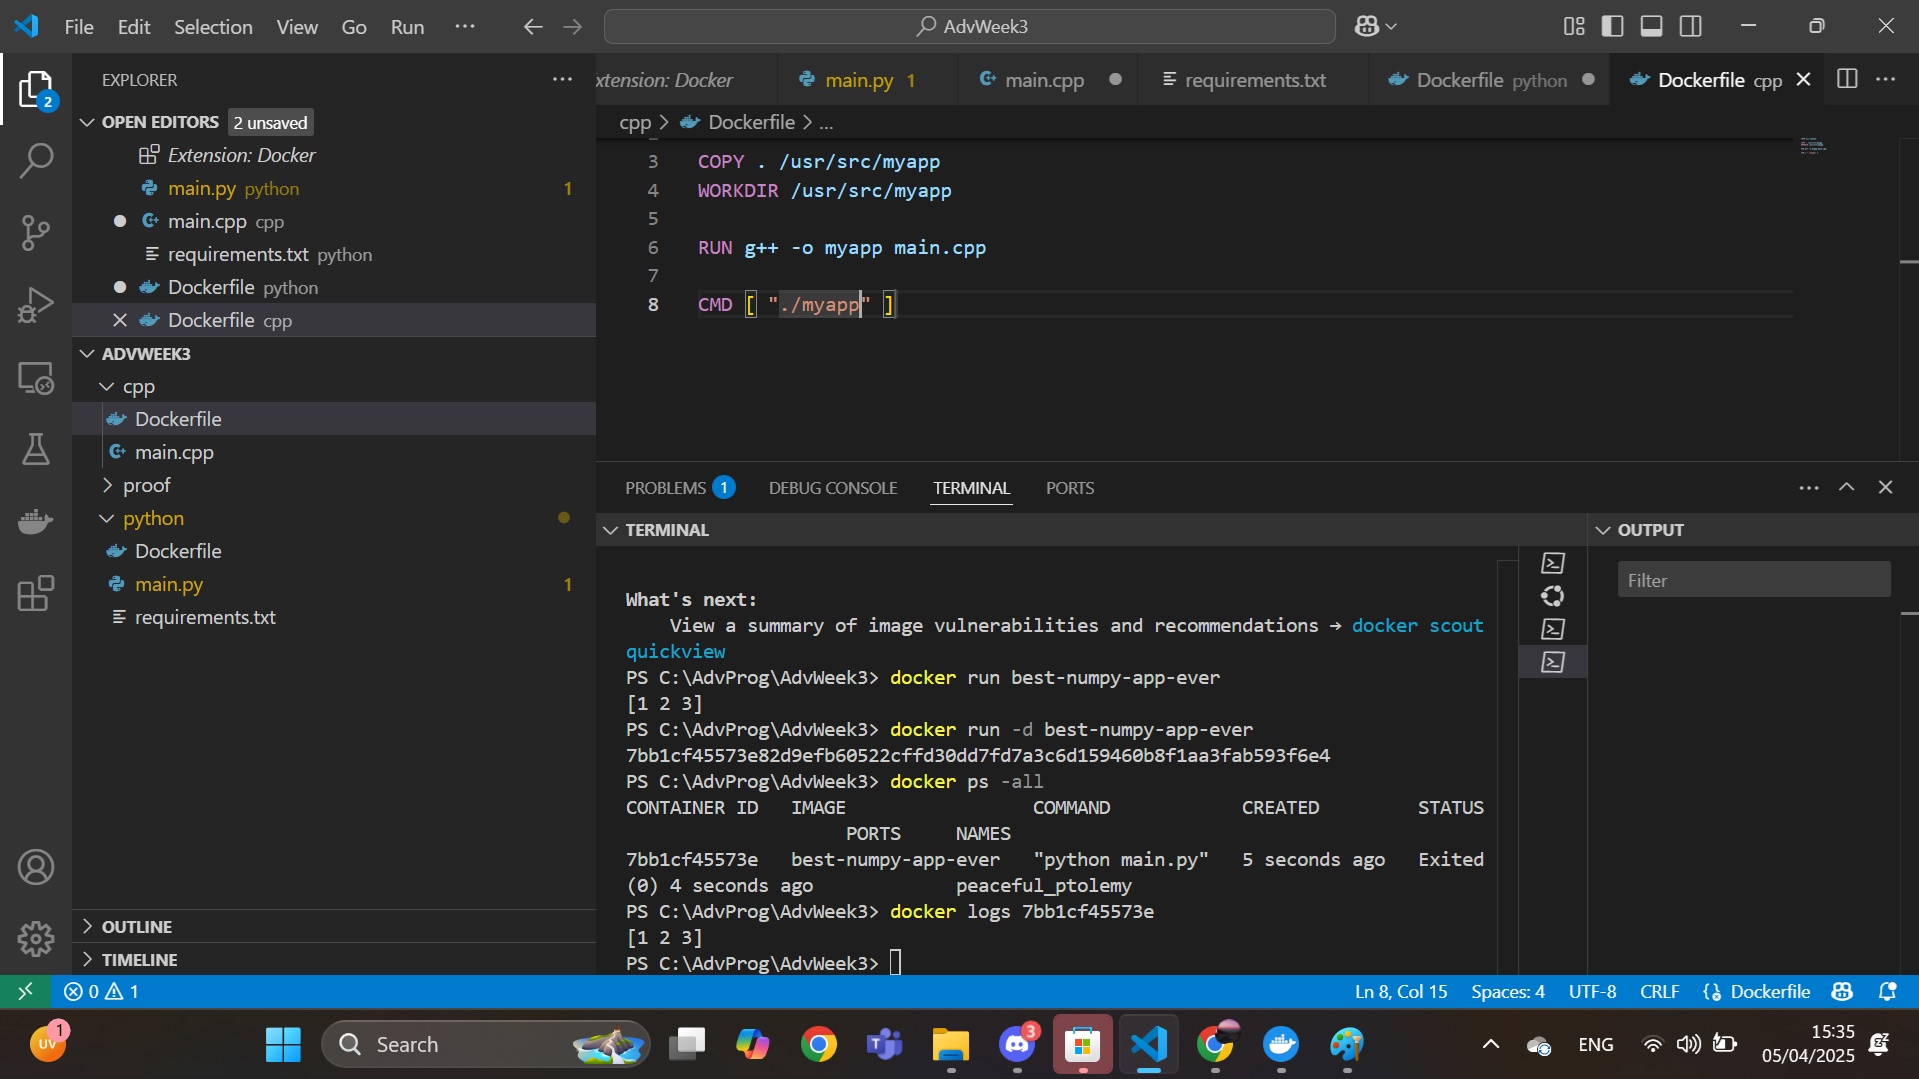 File Edit Selection View Go Run ··· AdvWeek3
EXPLORER
2
OPEN EDITORS 2 unsaved
Extension: Docker
main.py python 1
main.cpp cpp
requirements.txt python
Dockerfile python
Dockerfile cpp
ADVWEEK3
cpp
Dockerfile
main.cpp
proof
python
Dockerfile
main.py 1
requirements.txt
OUTLINE
TIMELINE
xtension: Docker main.py 1 main.cpp requirements.txt Dockerfile python Dockerfile cpp
cpp > Dockerfile > ...
3 COPY . /usr/src/myapp
4 WORKDIR /usr/src/myapp
5
6 RUN g++ -o myapp main.cpp
7
8 CMD [ "./myapp" ]
PROBLEMS 1 DEBUG CONSOLE TERMINAL PORTS
TERMINAL
What's next:
View a summary of image vulnerabilities and recommendations → docker scout
quickview
PS C:\AdvProg\AdvWeek3> docker run best-numpy-app-ever
[1 2 3]
PS C:\AdvProg\AdvWeek3> docker run -d best-numpy-app-ever
7bb1cf45573e82d9efb60522cffd30dd7fd7a3c6d159460b8f1aa3fab593f6e4
PS C:\AdvProg\AdvWeek3> docker ps -all
CONTAINER ID IMAGE COMMAND CREATED STATUS
PORTS NAMES
7bb1cf45573e best-numpy-app-ever "python main.py" 5 seconds ago Exited
(0) 4 seconds ago peaceful_ptolemy
PS C:\AdvProg\AdvWeek3> docker logs 7bb1cf45573e
[1 2 3]
PS C:\AdvProg\AdvWeek3>
OUTPUT
Filter
0 1 Ln 8, Col 15 Spaces: 4 UTF-8 CRLF Dockerfile
UV 1 Search 3 ENG 15:35
05/04/2025